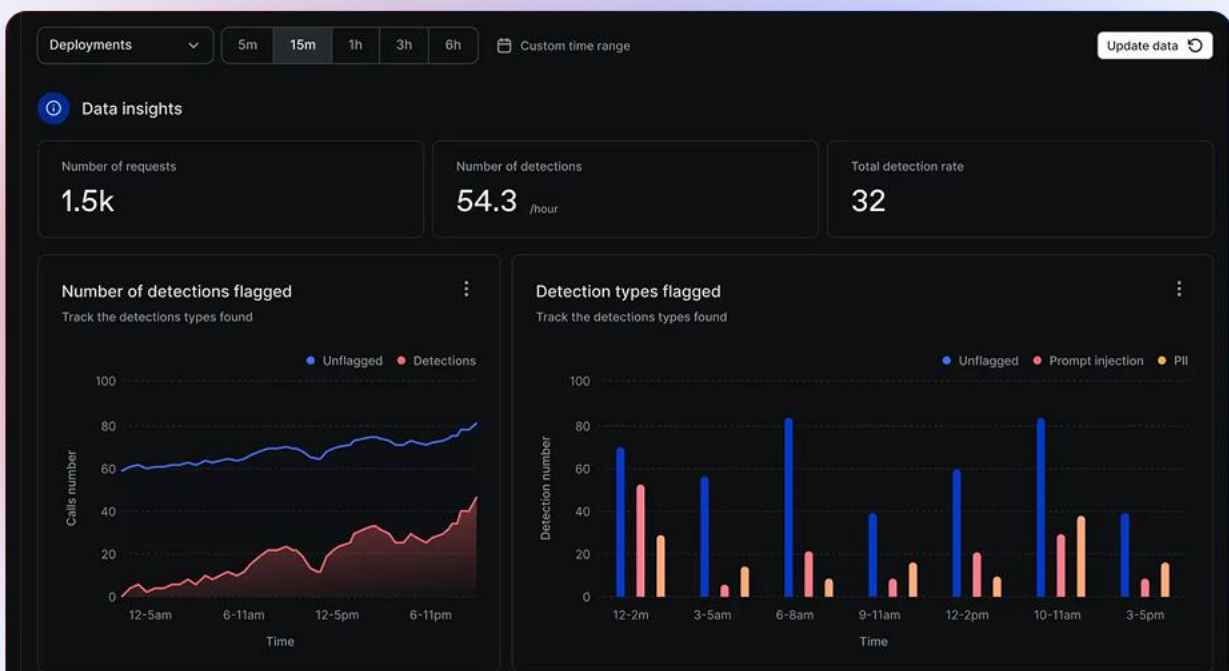 Deployments
5m 15m 1h 3h 6h
Custom time range
Update data
Data insights
Number of requests
1.5k
Number of detections
54.3 /hour
Total detection rate
32
Number of detections flagged
Track the detections types found
Unflagged Detections
Calls number
100
80
60
40
20
0
12-5am 6-11am 12-5pm 6-11pm
Time
Detection types flagged
Track the detections types found
Unflagged Prompt injection PII
Detection number
100
80
60
40
20
0
12-2m 3-5am 6-8am 9-11am 12-2pm 10-11am 3-5pm
Time